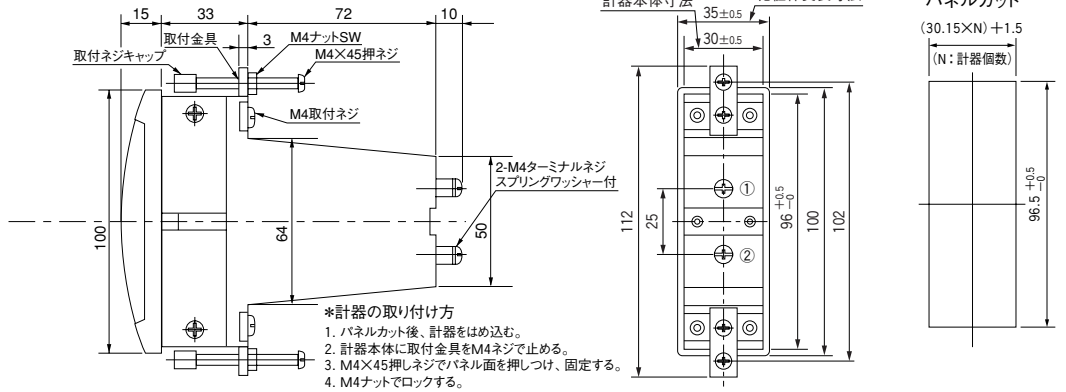 15
33
72
10
3
取付金具
M4ナットSW
取付ネジキャップ
M4×45押ネジ
M4取付ネジ
2-M4ターミナルネジ
スプリングワッシャー付
100
64
50
*計器の取り付け方
1. パネルカット後、計器をはめ込む。
2. 計器本体に取付金具をM4ネジで止める。
3. M4×45押しネジでパネル面を押しつけ、固定する。
4. M4ナットでロックする。
計器本体寸法
35±0.5
30±0.5
①
②
112
25
96 +0.5 −0
100
102
パネルカット
(30.15×N)+1.5
(N：計器個数)
96.5 +0.5 −0